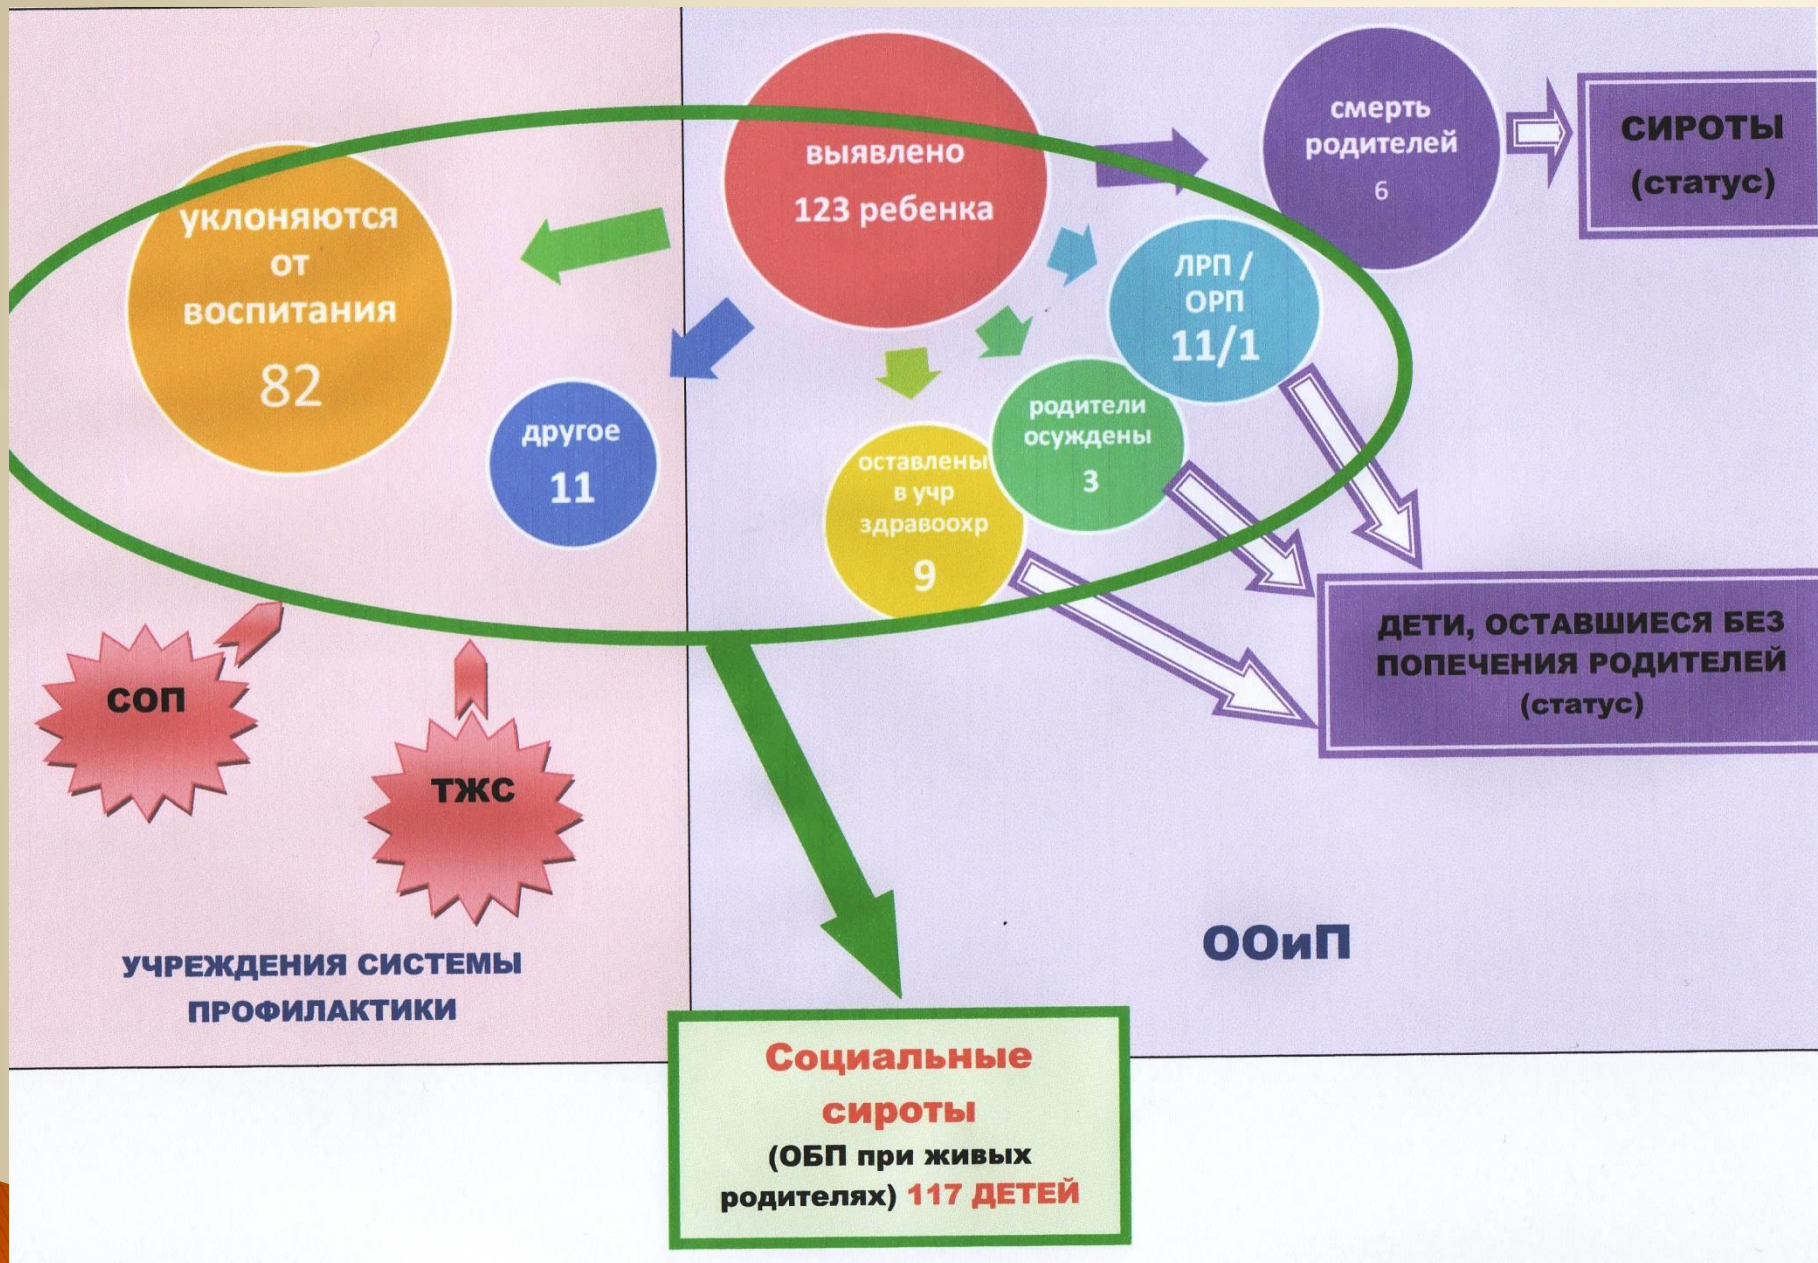 выявлено
123 ребенка
смерть
родителей
6
СИРОТЫ
(статус)
уклоняются
от
воспитания
82
ЛРП /
ОРП
11/1
другое
11
родители
осуждены
3
оставлены
в учр
здравоохр
9
ДЕТИ, ОСТАВШИЕСЯ БЕЗ
ПОПЕЧЕНИЯ РОДИТЕЛЕЙ
(статус)
СОП
ТЖС
УЧРЕЖДЕНИЯ СИСТЕМЫ
ПРОФИЛАКТИКИ
ООиП
Социальные
сироты
(ОБП при живых
родителях) 117 ДЕТЕЙ